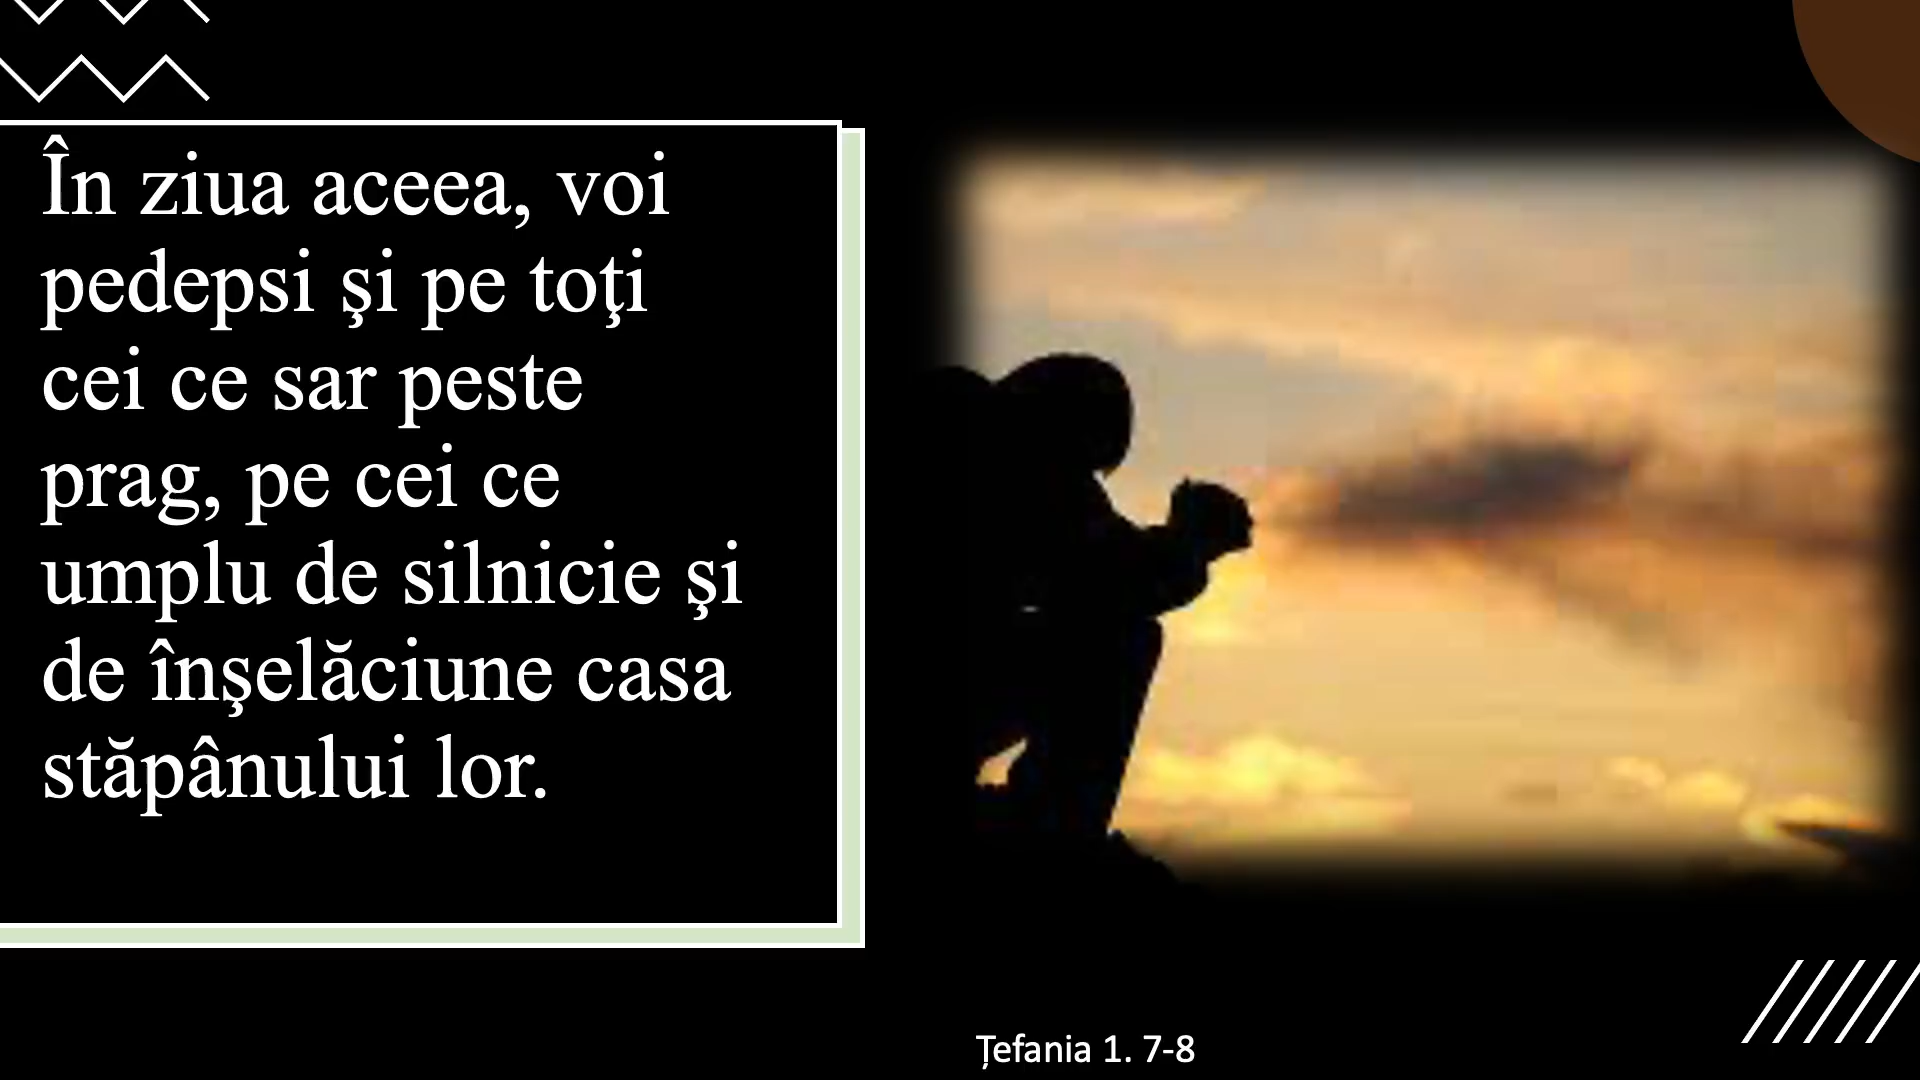 În ziua aceea, voi
pedepsi şi pe toţi
cei ce sar peste
prag, pe cei ce
umplu de silnicie şi
de înşelăciune casa
stăpânului lor.
Țefania 1. 7-8